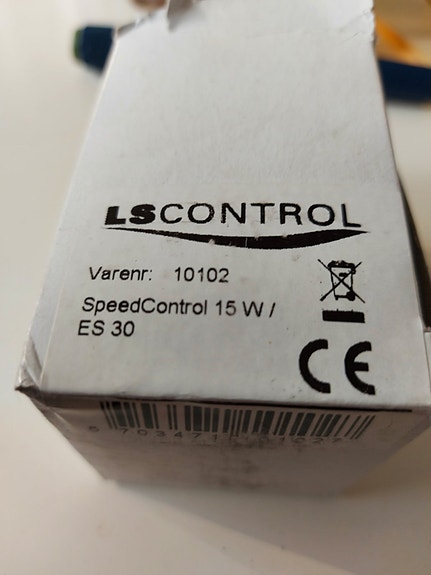 LSCONTROL
Varenr: 10102
SpeedControl 15 W /
ES 30
CE